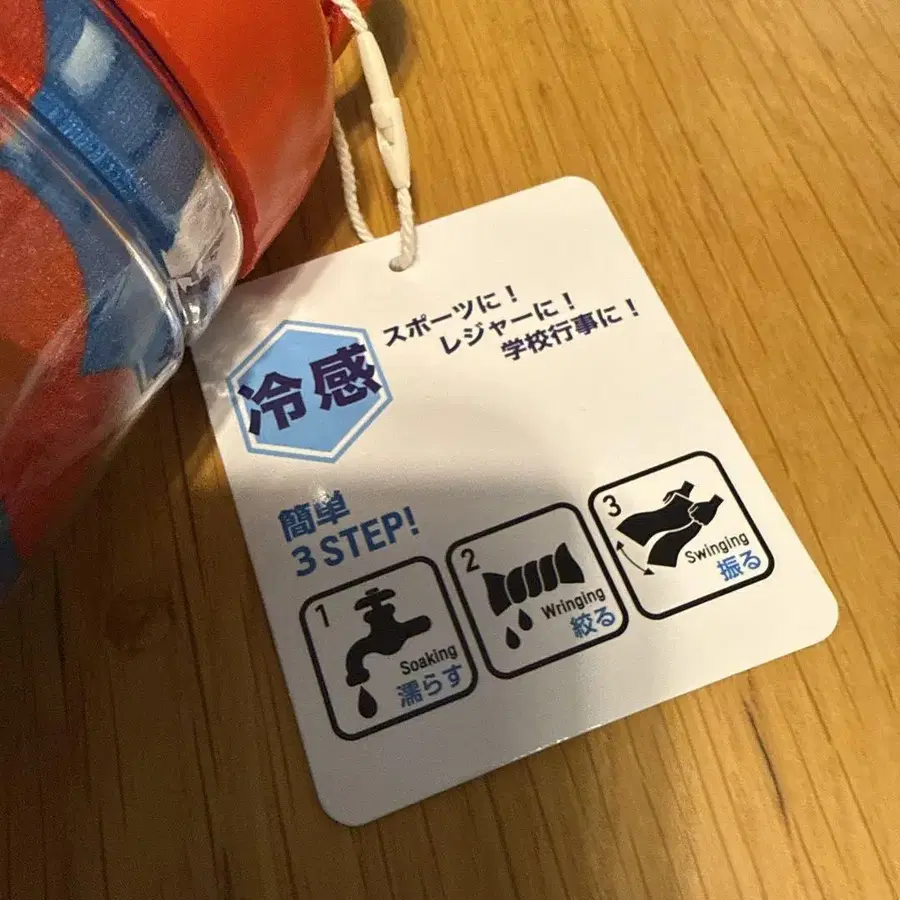 スポーツに！
レジャーに！
学校行事に！
冷感
簡単
3 STEP!
1
Soaking
濡らす
2
Wringing
絞る
3
Swinging
振る